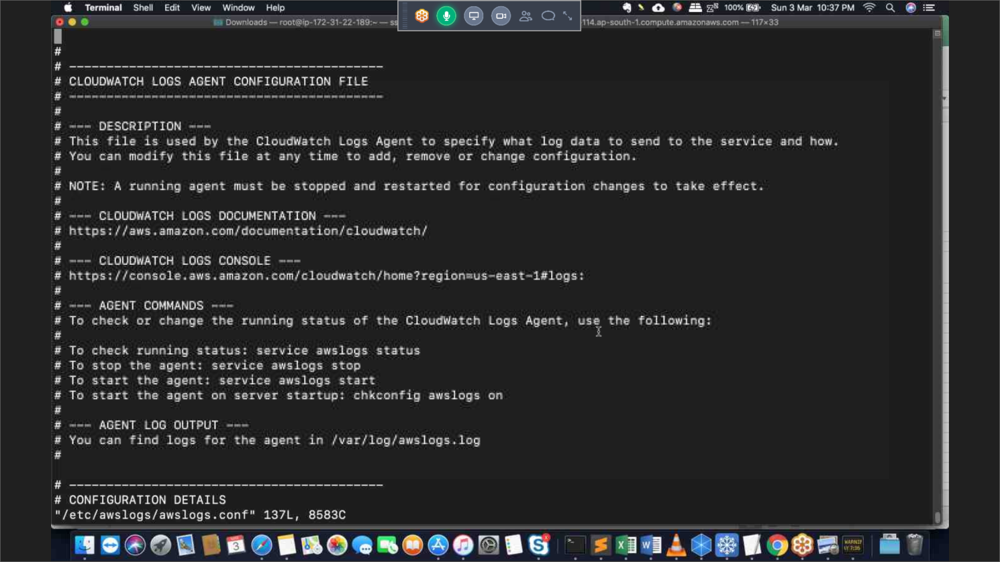 Terminal Shell Edit View Window Help 100% Sun 3 Mar 10:37 PM
Downloads — root@ip-172-31-22-189:~ — ss 114.ap-south-1.compute.amazonaws.com — 117×33
#
# ----------------------------------------
# CLOUDWATCH LOGS AGENT CONFIGURATION FILE
# ----------------------------------------
#
# --- DESCRIPTION ---
# This file is used by the CloudWatch Logs Agent to specify what log data to send to the service and how.
# You can modify this file at any time to add, remove or change configuration.
#
# NOTE: A running agent must be stopped and restarted for configuration changes to take effect.
#
# --- CLOUDWATCH LOGS DOCUMENTATION ---
# https://aws.amazon.com/documentation/cloudwatch/
#
# --- CLOUDWATCH LOGS CONSOLE ---
# https://console.aws.amazon.com/cloudwatch/home?region=us-east-1#logs:
#
# --- AGENT COMMANDS ---
# To check or change the running status of the CloudWatch Logs Agent, use the following:
#
# To check running status: service awslogs status
# To stop the agent: service awslogs stop
# To start the agent: service awslogs start
# To start the agent on server startup: chkconfig awslogs on
#
# --- AGENT LOG OUTPUT ---
# You can find logs for the agent in /var/log/awslogs.log
#
# ------------------------------------------
# CONFIGURATION DETAILS
"/etc/awslogs/awslogs.conf" 137L, 8583C